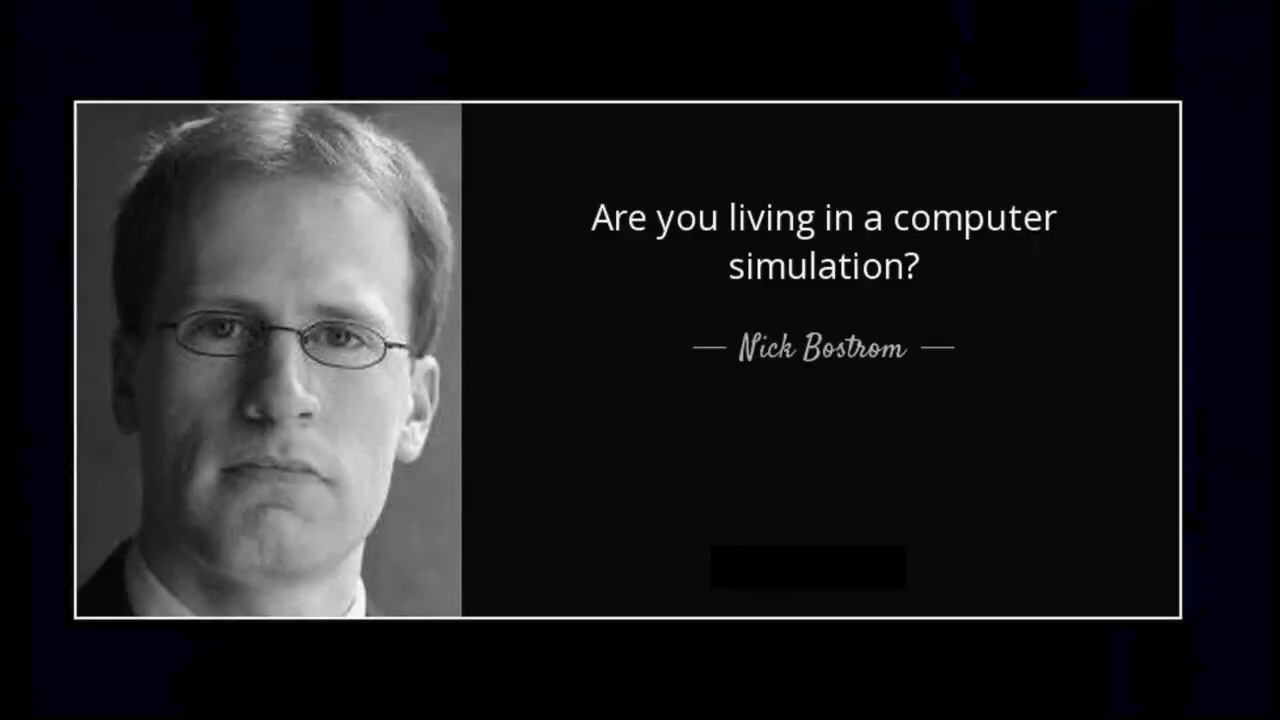 Are you living in a computer
simulation?
— Nick Bostrom —